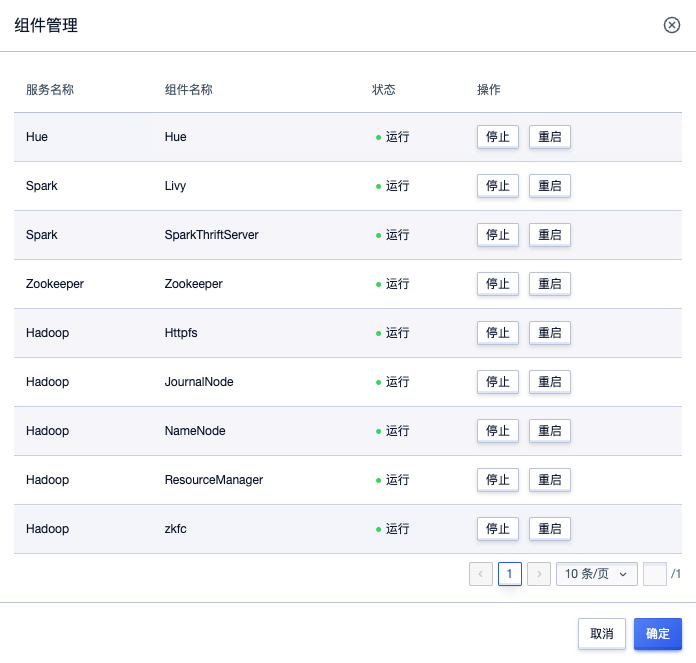 组件管理
服务名称 组件名称 状态 操作
Hue Hue 运行 停止 重启
Spark Livy 运行 停止 重启
Spark SparkThriftServer 运行 停止 重启
Zookeeper Zookeeper 运行 停止 重启
Hadoop Httpfs 运行 停止 重启
Hadoop JournalNode 运行 停止 重启
Hadoop NameNode 运行 停止 重启
Hadoop ResourceManager 运行 停止 重启
Hadoop zkfc 运行 停止 重启
1 10 条/页 /1
取消 确定